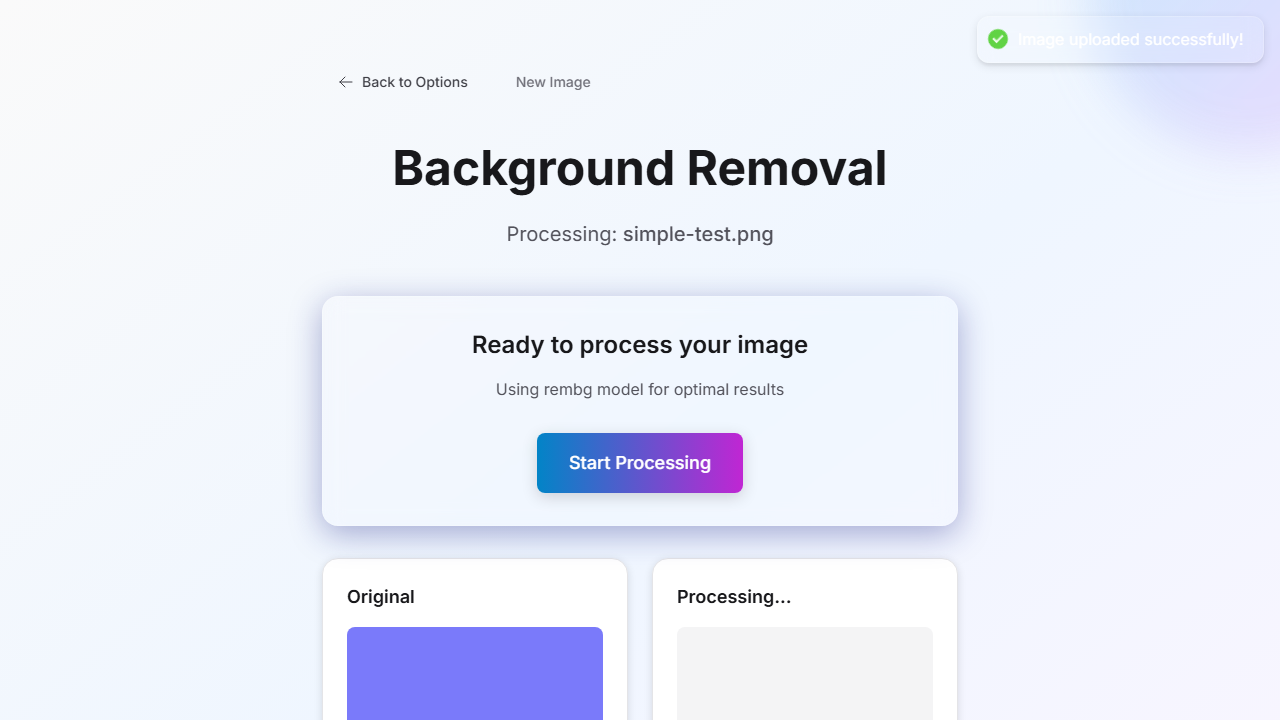 Image uploaded successfully!
Back to Options
New Image
Background Removal
Processing: simple-test.png
Ready to process your image
Using rembg model for optimal results
Start Processing
Original
Processing...